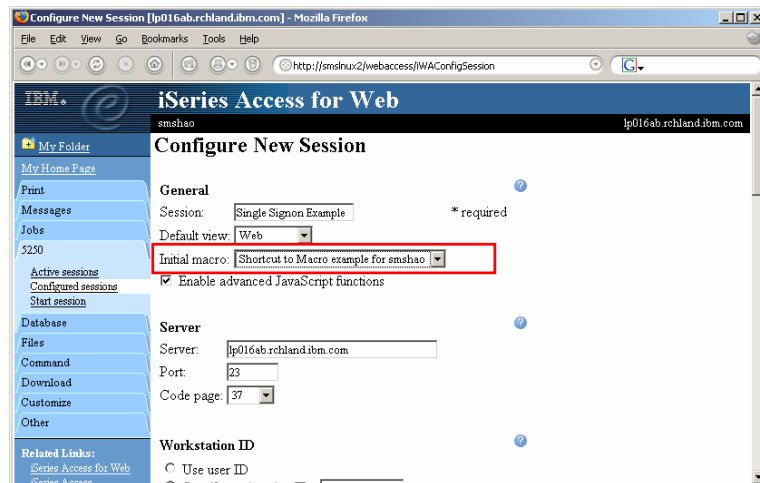 Configure New Session [lp016ab.rchland.ibm.com] - Mozilla Firefox
File Edit View Go Bookmarks Tools Help
http://smslnux2/webaccess/iWAConfigSession
G
IBM. iSeries Access for Web
smshao lp016ab.rchland.ibm.com
My Folder
My Home Page
Print
Messages
Jobs
5250
Active sessions
Configured sessions
Start session
Database
Files
Command
Download
Customize
Other
Related Links:
iSeries Access for Web
iSeries Access
Configure New Session
General ?
Session: Single Signon Example * required
Default view: Web
Initial macro: Shortcut to Macro example for smshao
Enable advanced JavaScript functions
Server ?
Server: lp016ab.rchland.ibm.com
Port: 23
Code page: 37
Workstation ID ?
Use user ID